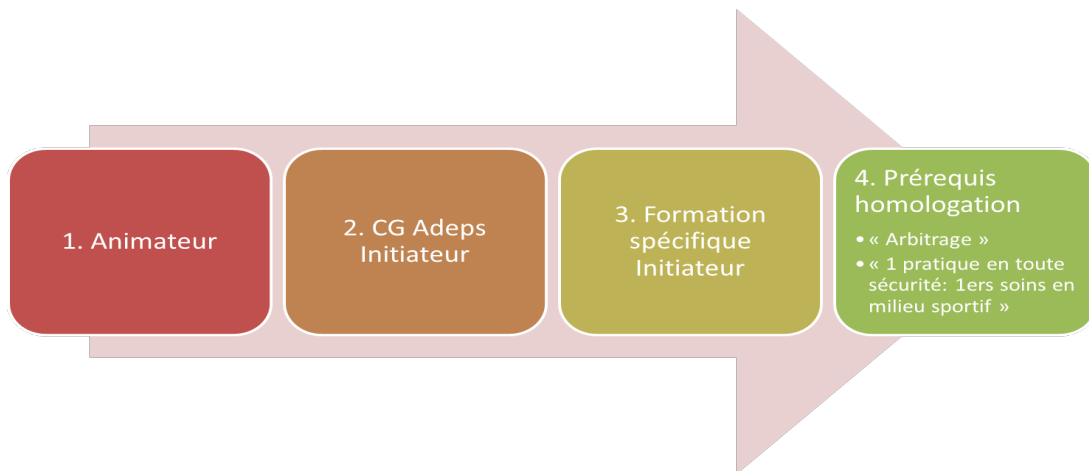 1. Animateur
2. CG Adeps
Initiateur
3. Formation
spécifique
Initiateur
4. Prérequis
homologation
• « Arbitrage »
• « 1 pratique en toute
sécurité: 1ers soins en
milieu sportif »